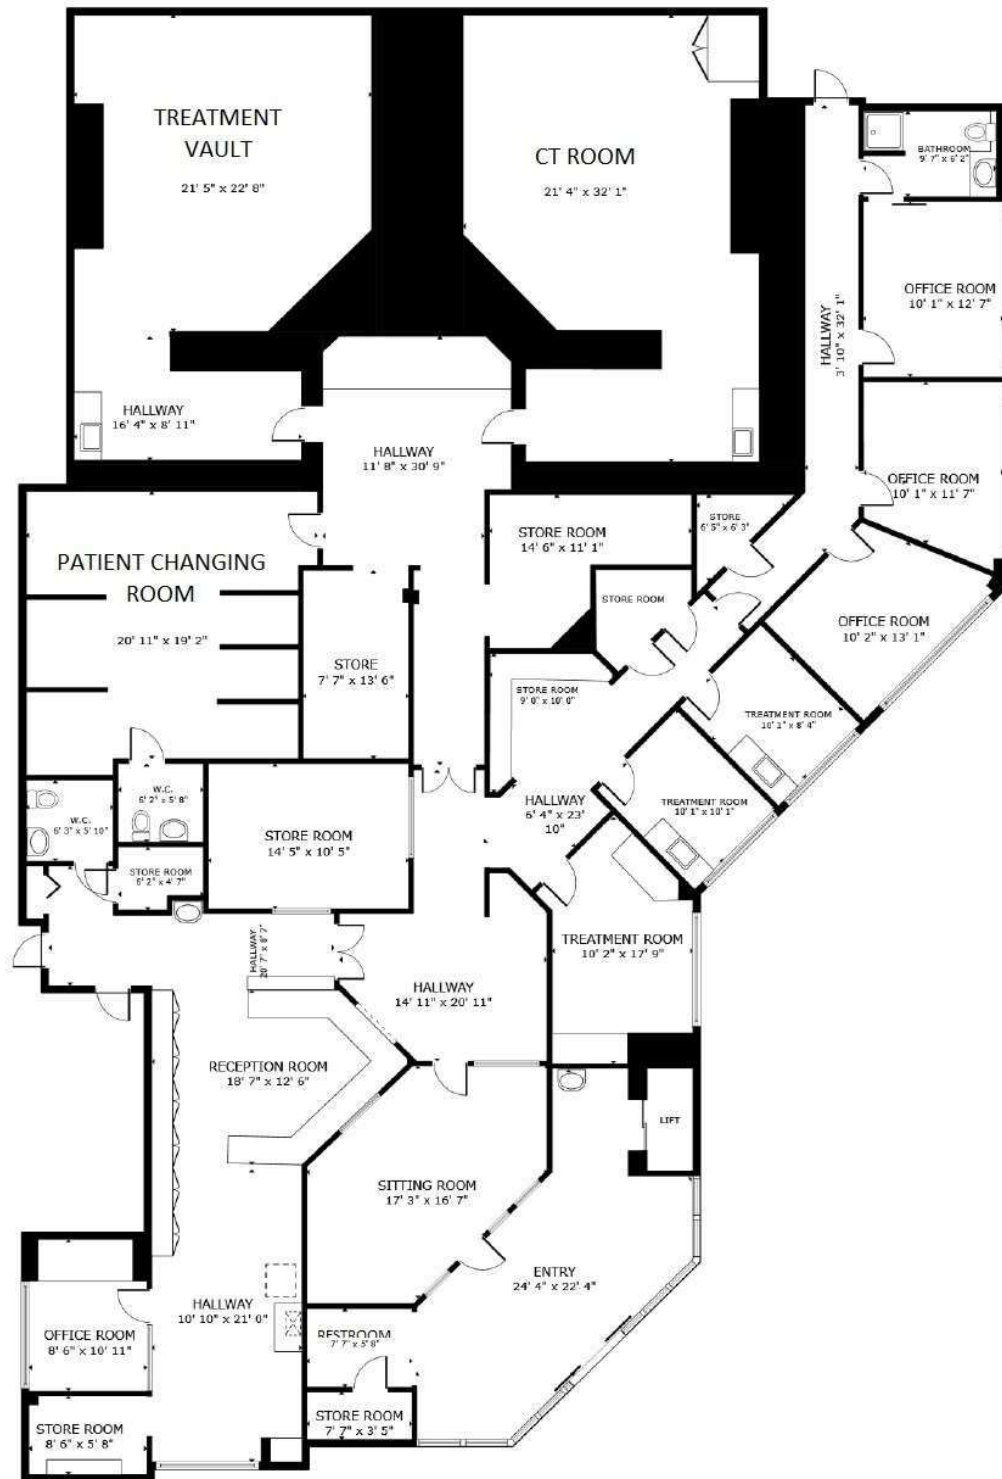 TREATMENT
VAULT
21' 5" x 22' 8"
CT ROOM
21' 4" x 32' 1"
BATHROOM
9' 7" x 6' 2"
OFFICE ROOM
10' 1" x 12' 7"
HALLWAY
3' 10" x 32' 1"
HALLWAY
16' 4" x 8' 11"
HALLWAY
11' 8" x 30' 9"
OFFICE ROOM
10' 1" x 11' 7"
STORE
6' 5" x 6' 3"
STORE ROOM
14' 6" x 11' 1"
PATIENT CHANGING
ROOM
20' 11" x 19' 2"
STORE ROOM
OFFICE ROOM
10' 2" x 13' 1"
STORE
7' 7" x 13' 6"
STORE ROOM
9' 0" x 10' 0"
TREATMENT ROOM
10' 1" x 8' 4"
W.C.
6' 2" x 5' 8"
W.C.
6' 3" x 5' 10"
HALLWAY
6' 4" x 23'
10"
TREATMENT ROOM
10' 1" x 10' 1"
STORE ROOM
14' 5" x 10' 5"
STORE ROOM
6' 2" x 4' 7"
HALLWAY
20' 7" x 8' 2"
TREATMENT ROOM
10' 2" x 17' 9"
HALLWAY
14' 11" x 20' 11"
RECEPTION ROOM
18' 7" x 12' 6"
LIFT
SITTING ROOM
17' 3" x 16' 7"
ENTRY
24' 4" x 22' 4"
HALLWAY
10' 10" x 21' 0"
OFFICE ROOM
8' 6" x 10' 11"
RESTROOM
7' 7" x 5' 8"
STORE ROOM
7' 7" x 3' 5"
STORE ROOM
8' 6" x 5' 8"